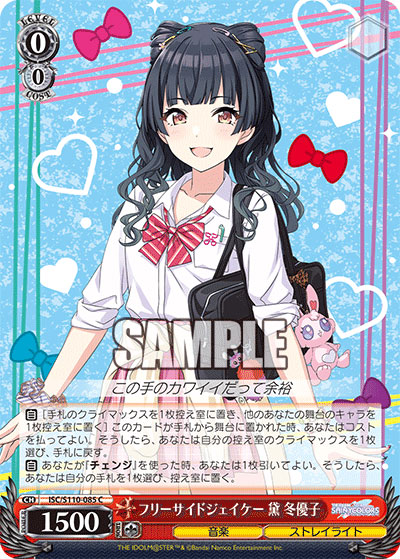 LEVEL
0
0
COST
SAMPLE
この手のカワイイだって余裕
自［手札のクライマックスを1枚控え室に置き、他のあなたの舞台のキャラを
1枚控え室に置く］このカードが手札から舞台に置かれた時、あなたはコスト
を払ってよい。そうしたら、あなたは自分の控え室のクライマックスを1枚
選び、手札に戻す。
自 あなたが「チェンジ」を使った時、あなたは1枚引いてよい。そうしたら、
あなたは自分の手札を1枚選び、控え室に置く。
CH ISC/S110-085 C
POWER
1500
フリーサイドジェイケー 黛 冬優子
SHINYCOLORS
音楽
ストレイライト
THE IDOLM@STER™& ©Bandai Namco Entertainment Inc.